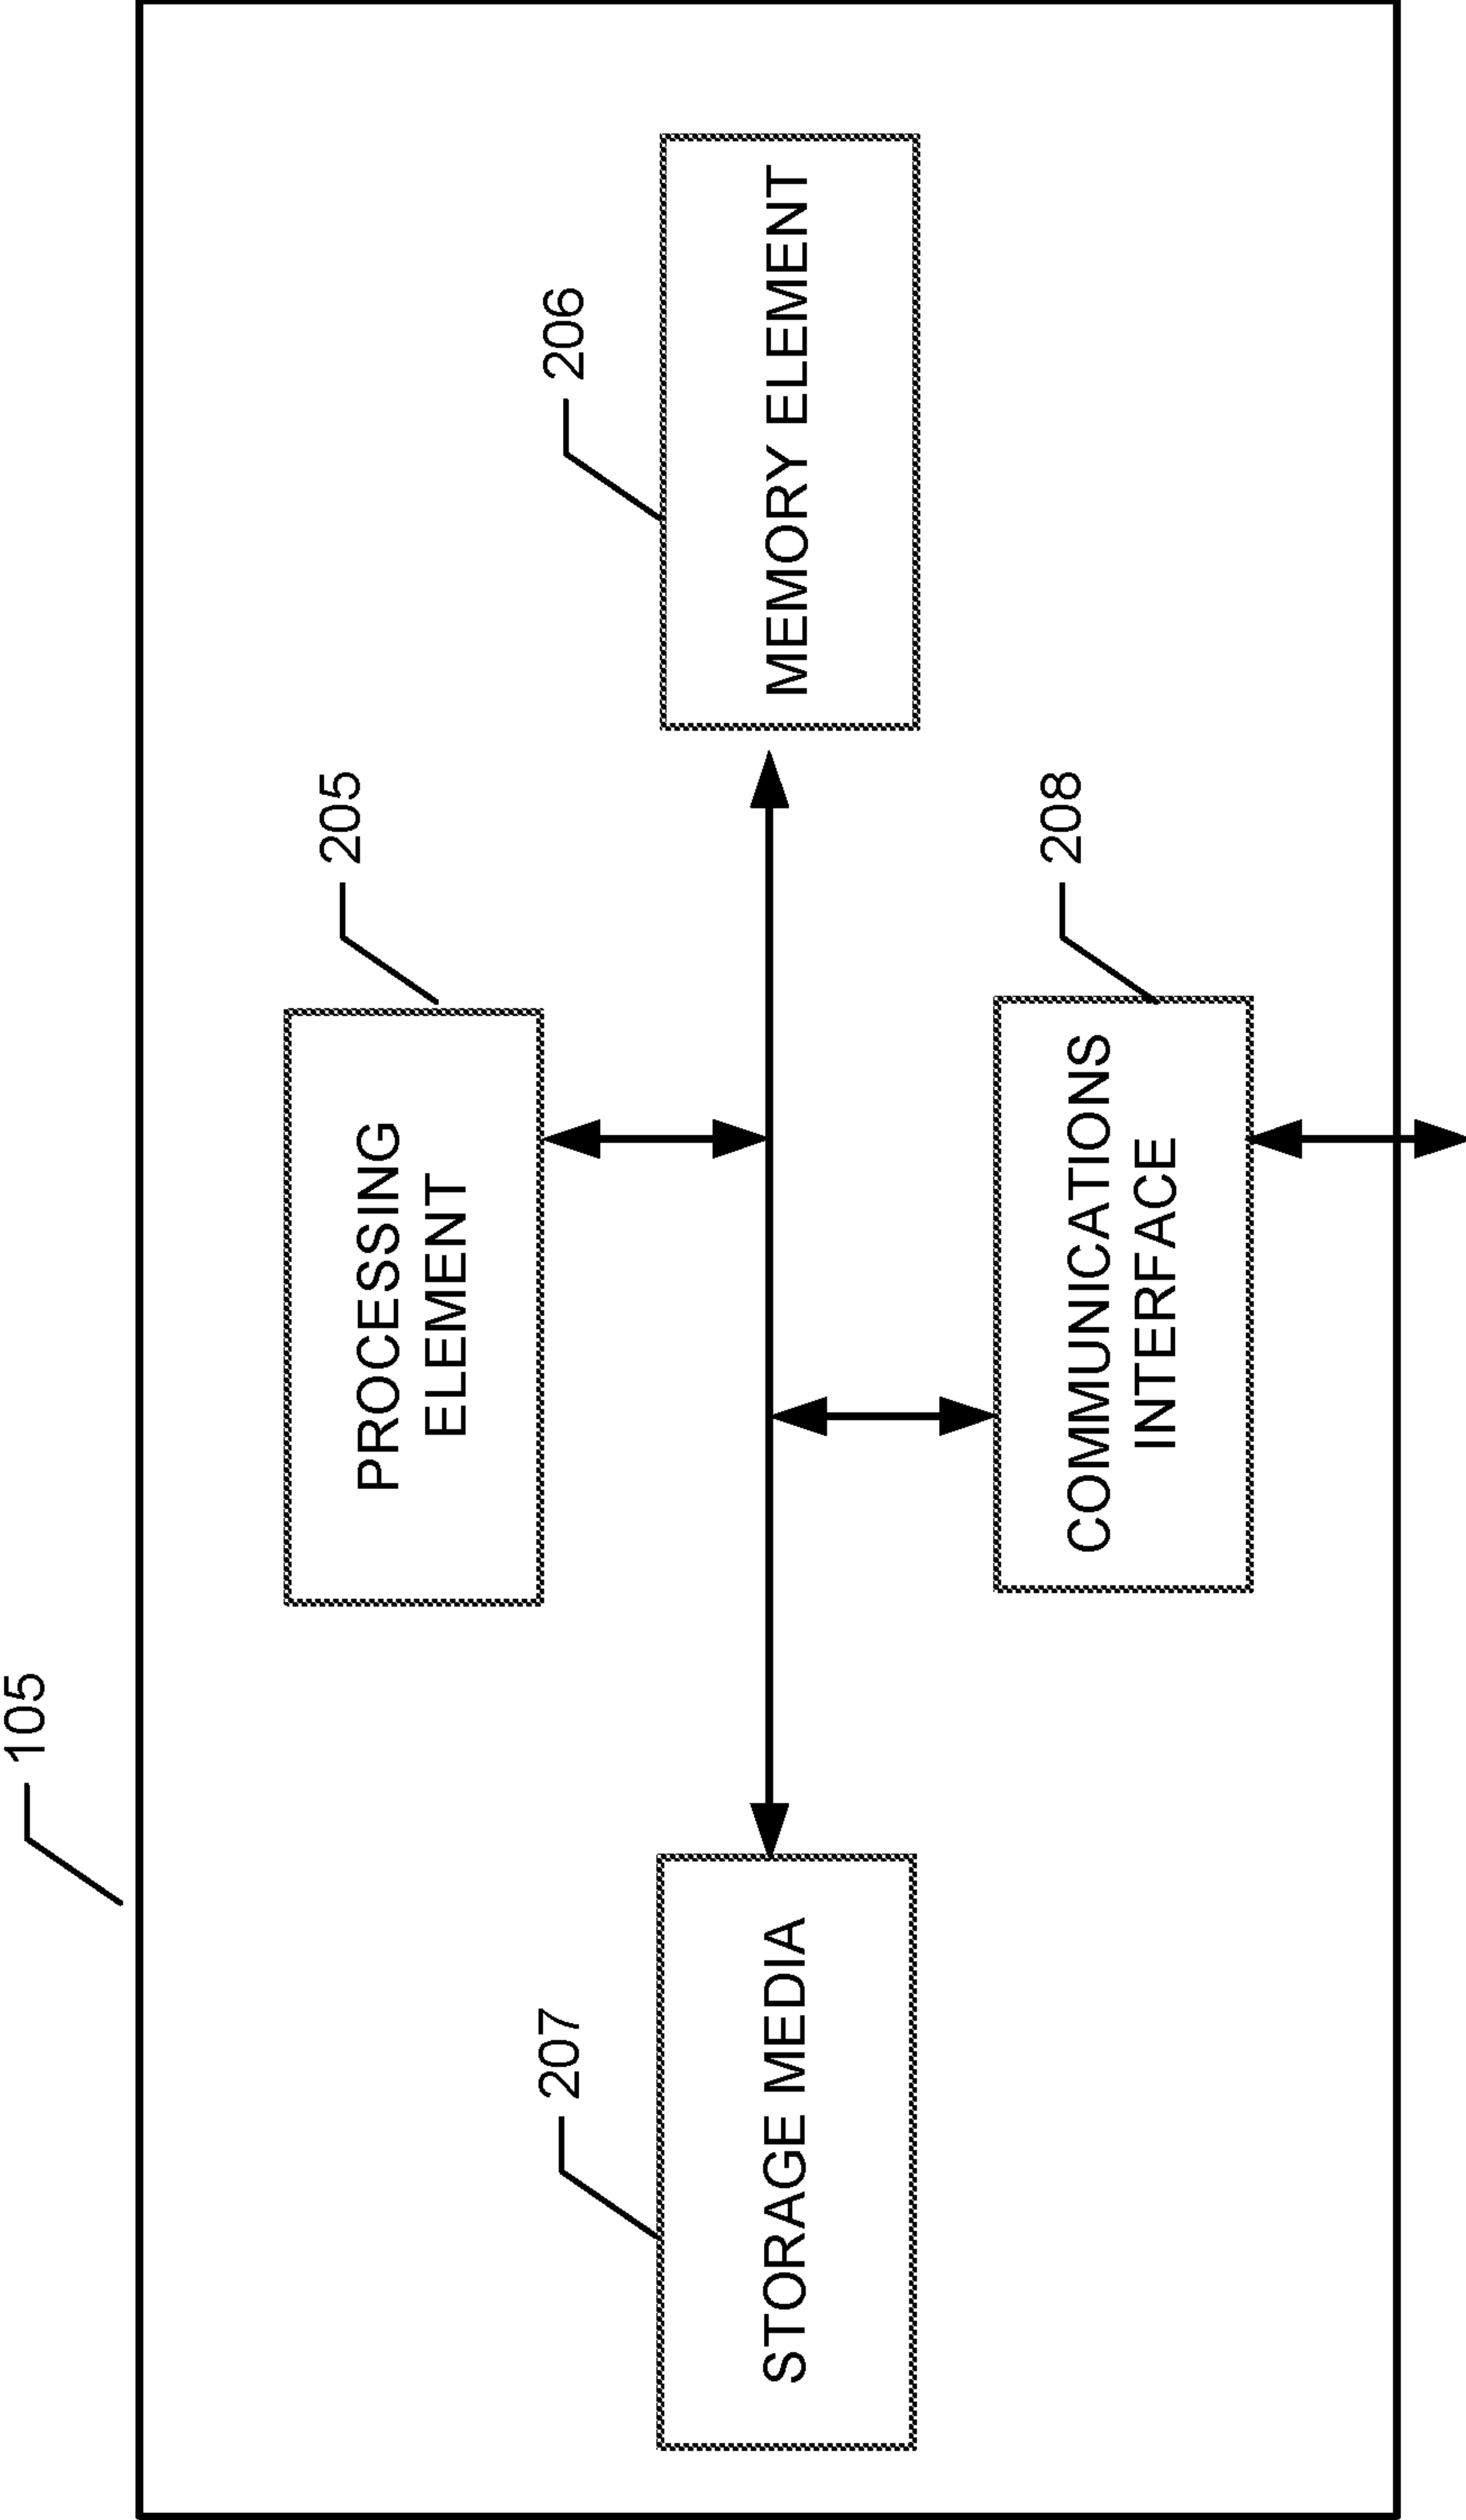 105
205
PROCESSING
ELEMENT
207
STORAGE MEDIA
206
MEMORY ELEMENT
208
COMMUNICATIONS
INTERFACE